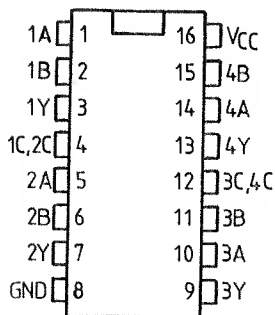 1A 1 16 VCC
1B 2 15 4B
1Y 3 14 4A
1C,2C 4 13 4Y
2A 5 12 3C,4C
2B 6 11 3B
2Y 7 10 3A
GND 8 9 3Y